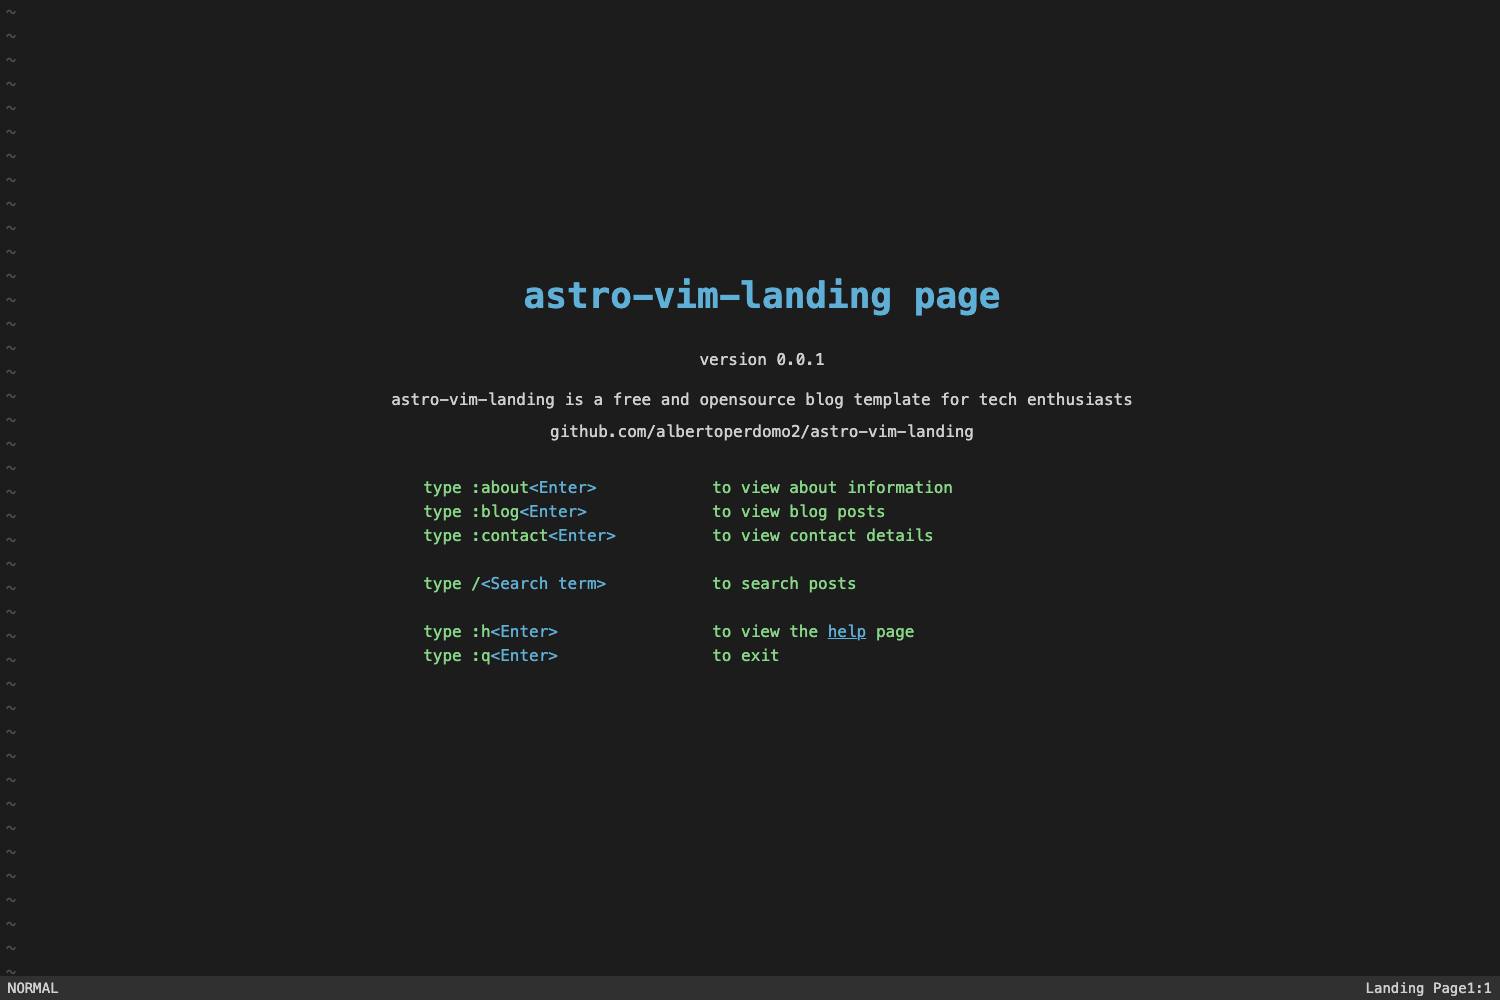 astro-vim-landing page
version 0.0.1
astro-vim-landing is a free and opensource blog template for tech enthusiasts
github.com/albertoperdomo2/astro-vim-landing
type :about<Enter> to view about information
type :blog<Enter> to view blog posts
type :contact<Enter> to view contact details
type /<Search term> to search posts
type :h<Enter> to view the help page
type :q<Enter> to exit
NORMAL Landing Page1:1